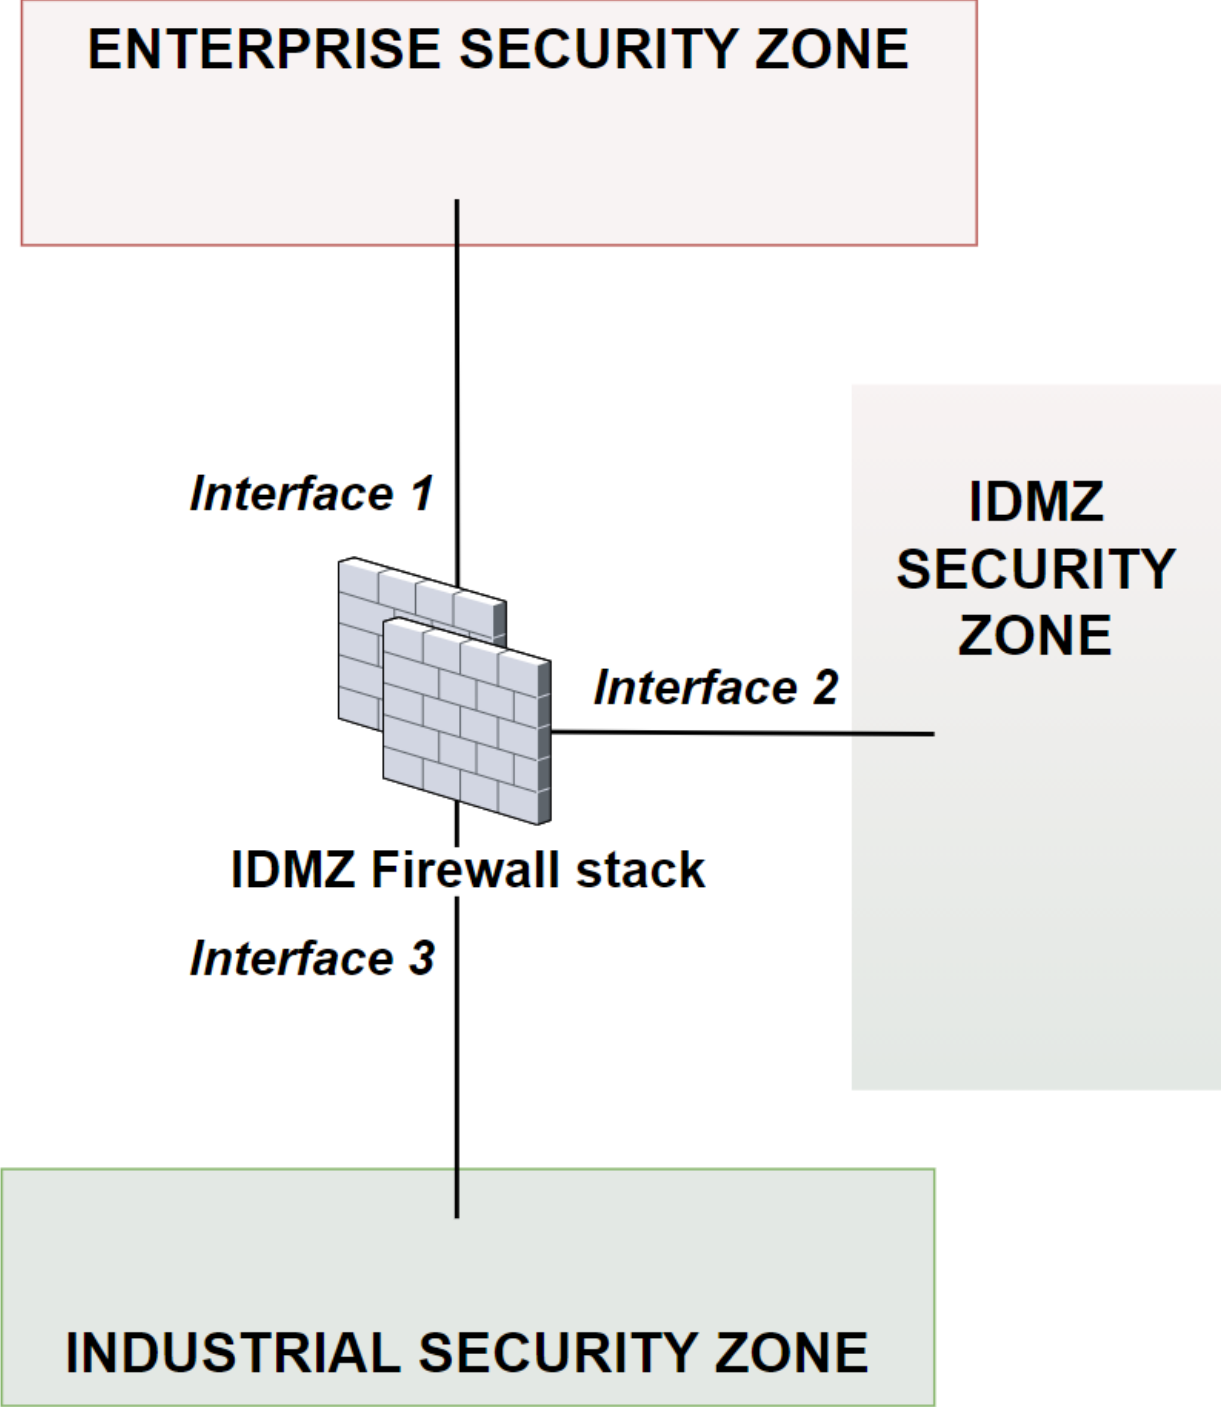 ENTERPRISE SECURITY ZONE
Interface 1
IDMZ
SECURITY
ZONE
Interface 2
IDMZ Firewall stack
Interface 3
INDUSTRIAL SECURITY ZONE